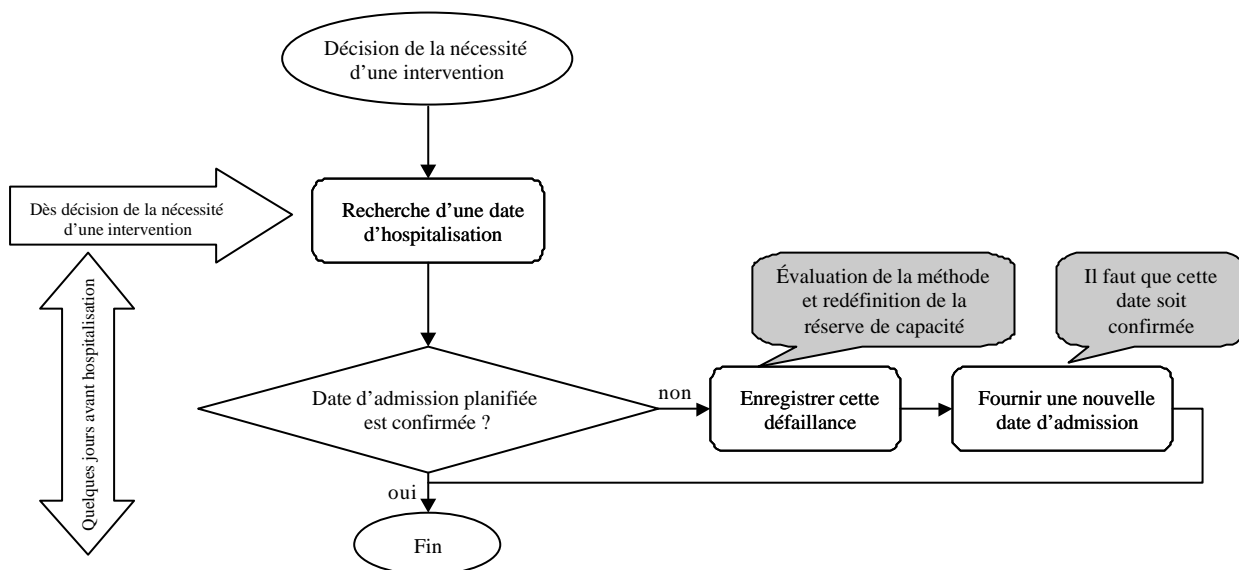 Décision de la nécessité
d’une intervention
Dès décision de la nécessité
d’une intervention
Recherche d’une date
d’hospitalisation
Quelques jours avant hospitalisation
Évaluation de la méthode
et redéfinition de la
réserve de capacité
Il faut que cette
date soit
confirmée
Date d’admission planifiée
est confirmée ?
non
Enregistrer cette
défaillance
Fournir une nouvelle
date d’admission
oui
Fin